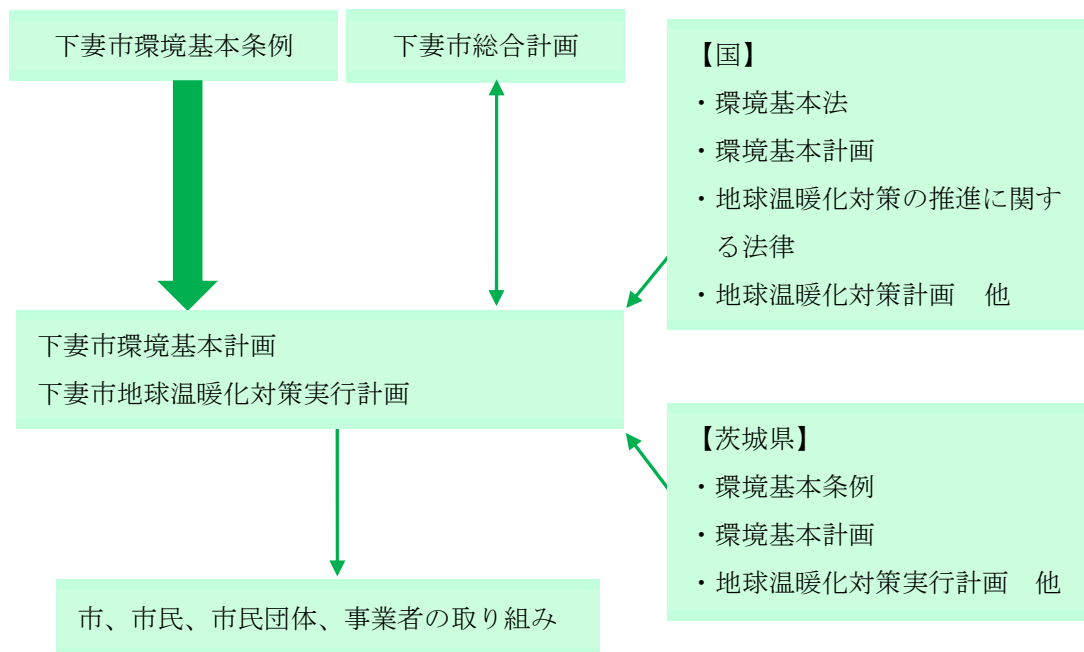 下妻市環境基本条例
下妻市総合計画
【国】
・環境基本法
・環境基本計画
・地球温暖化対策の推進に関す
る法律
・地球温暖化対策計画　他
下妻市環境基本計画
下妻市地球温暖化対策実行計画
【茨城県】
・環境基本条例
・環境基本計画
・地球温暖化対策実行計画　他
市、市民、市民団体、事業者の取り組み